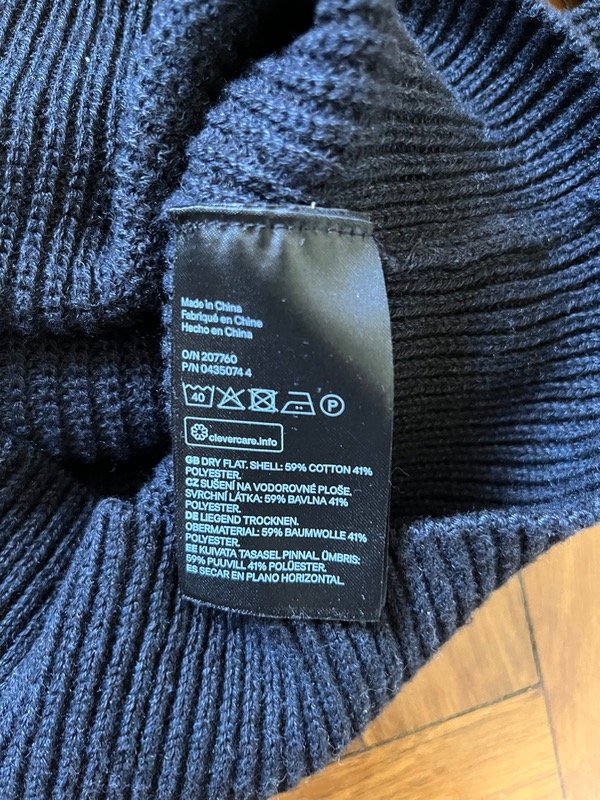 Made in China
Fabriqué en Chine
Hecho en China
O/N 207760
P/N 0435074 4
40 P
clevercare.info
GB DRY FLAT. SHELL: 59% COTTON 41%
POLYESTER.
CZ SUŠENÍ NA VODOROVNÉ PLOŠE.
SVRCHNÍ LÁTKA: 59% BAVLNA 41%
POLYESTER.
DE LIEGEND TROCKNEN.
OBERMATERIAL: 59% BAUMWOLLE 41%
POLYESTER.
EE KUIVATA TASASEL PINNAL. ÜMBRIS:
59% PUUVILL 41% POLÜESTER.
ES SECAR EN PLANO HORIZONTAL.